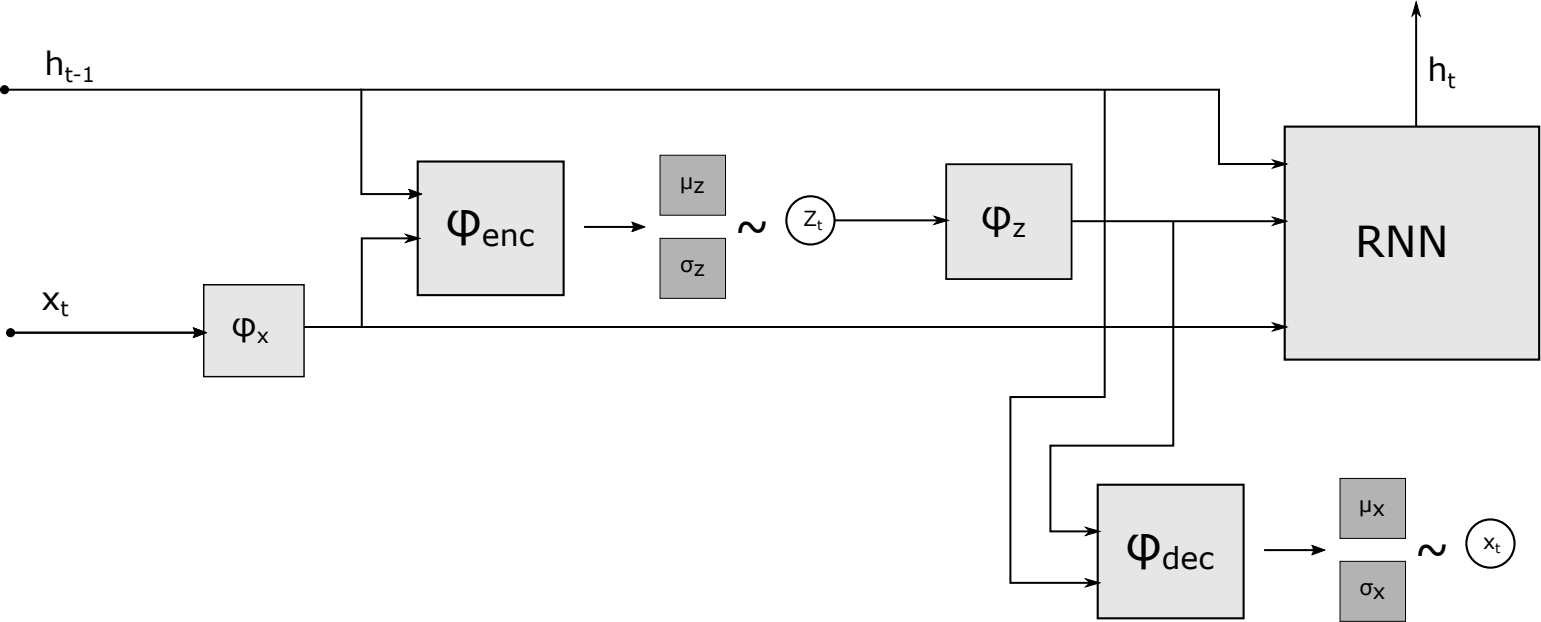 h_{t-1}
h_t
μ_z
φ_enc
~
z_t
φ_z
RNN
σ_z
x_t
φ_x
μ_x
φ_dec
~
x_t
σ_x